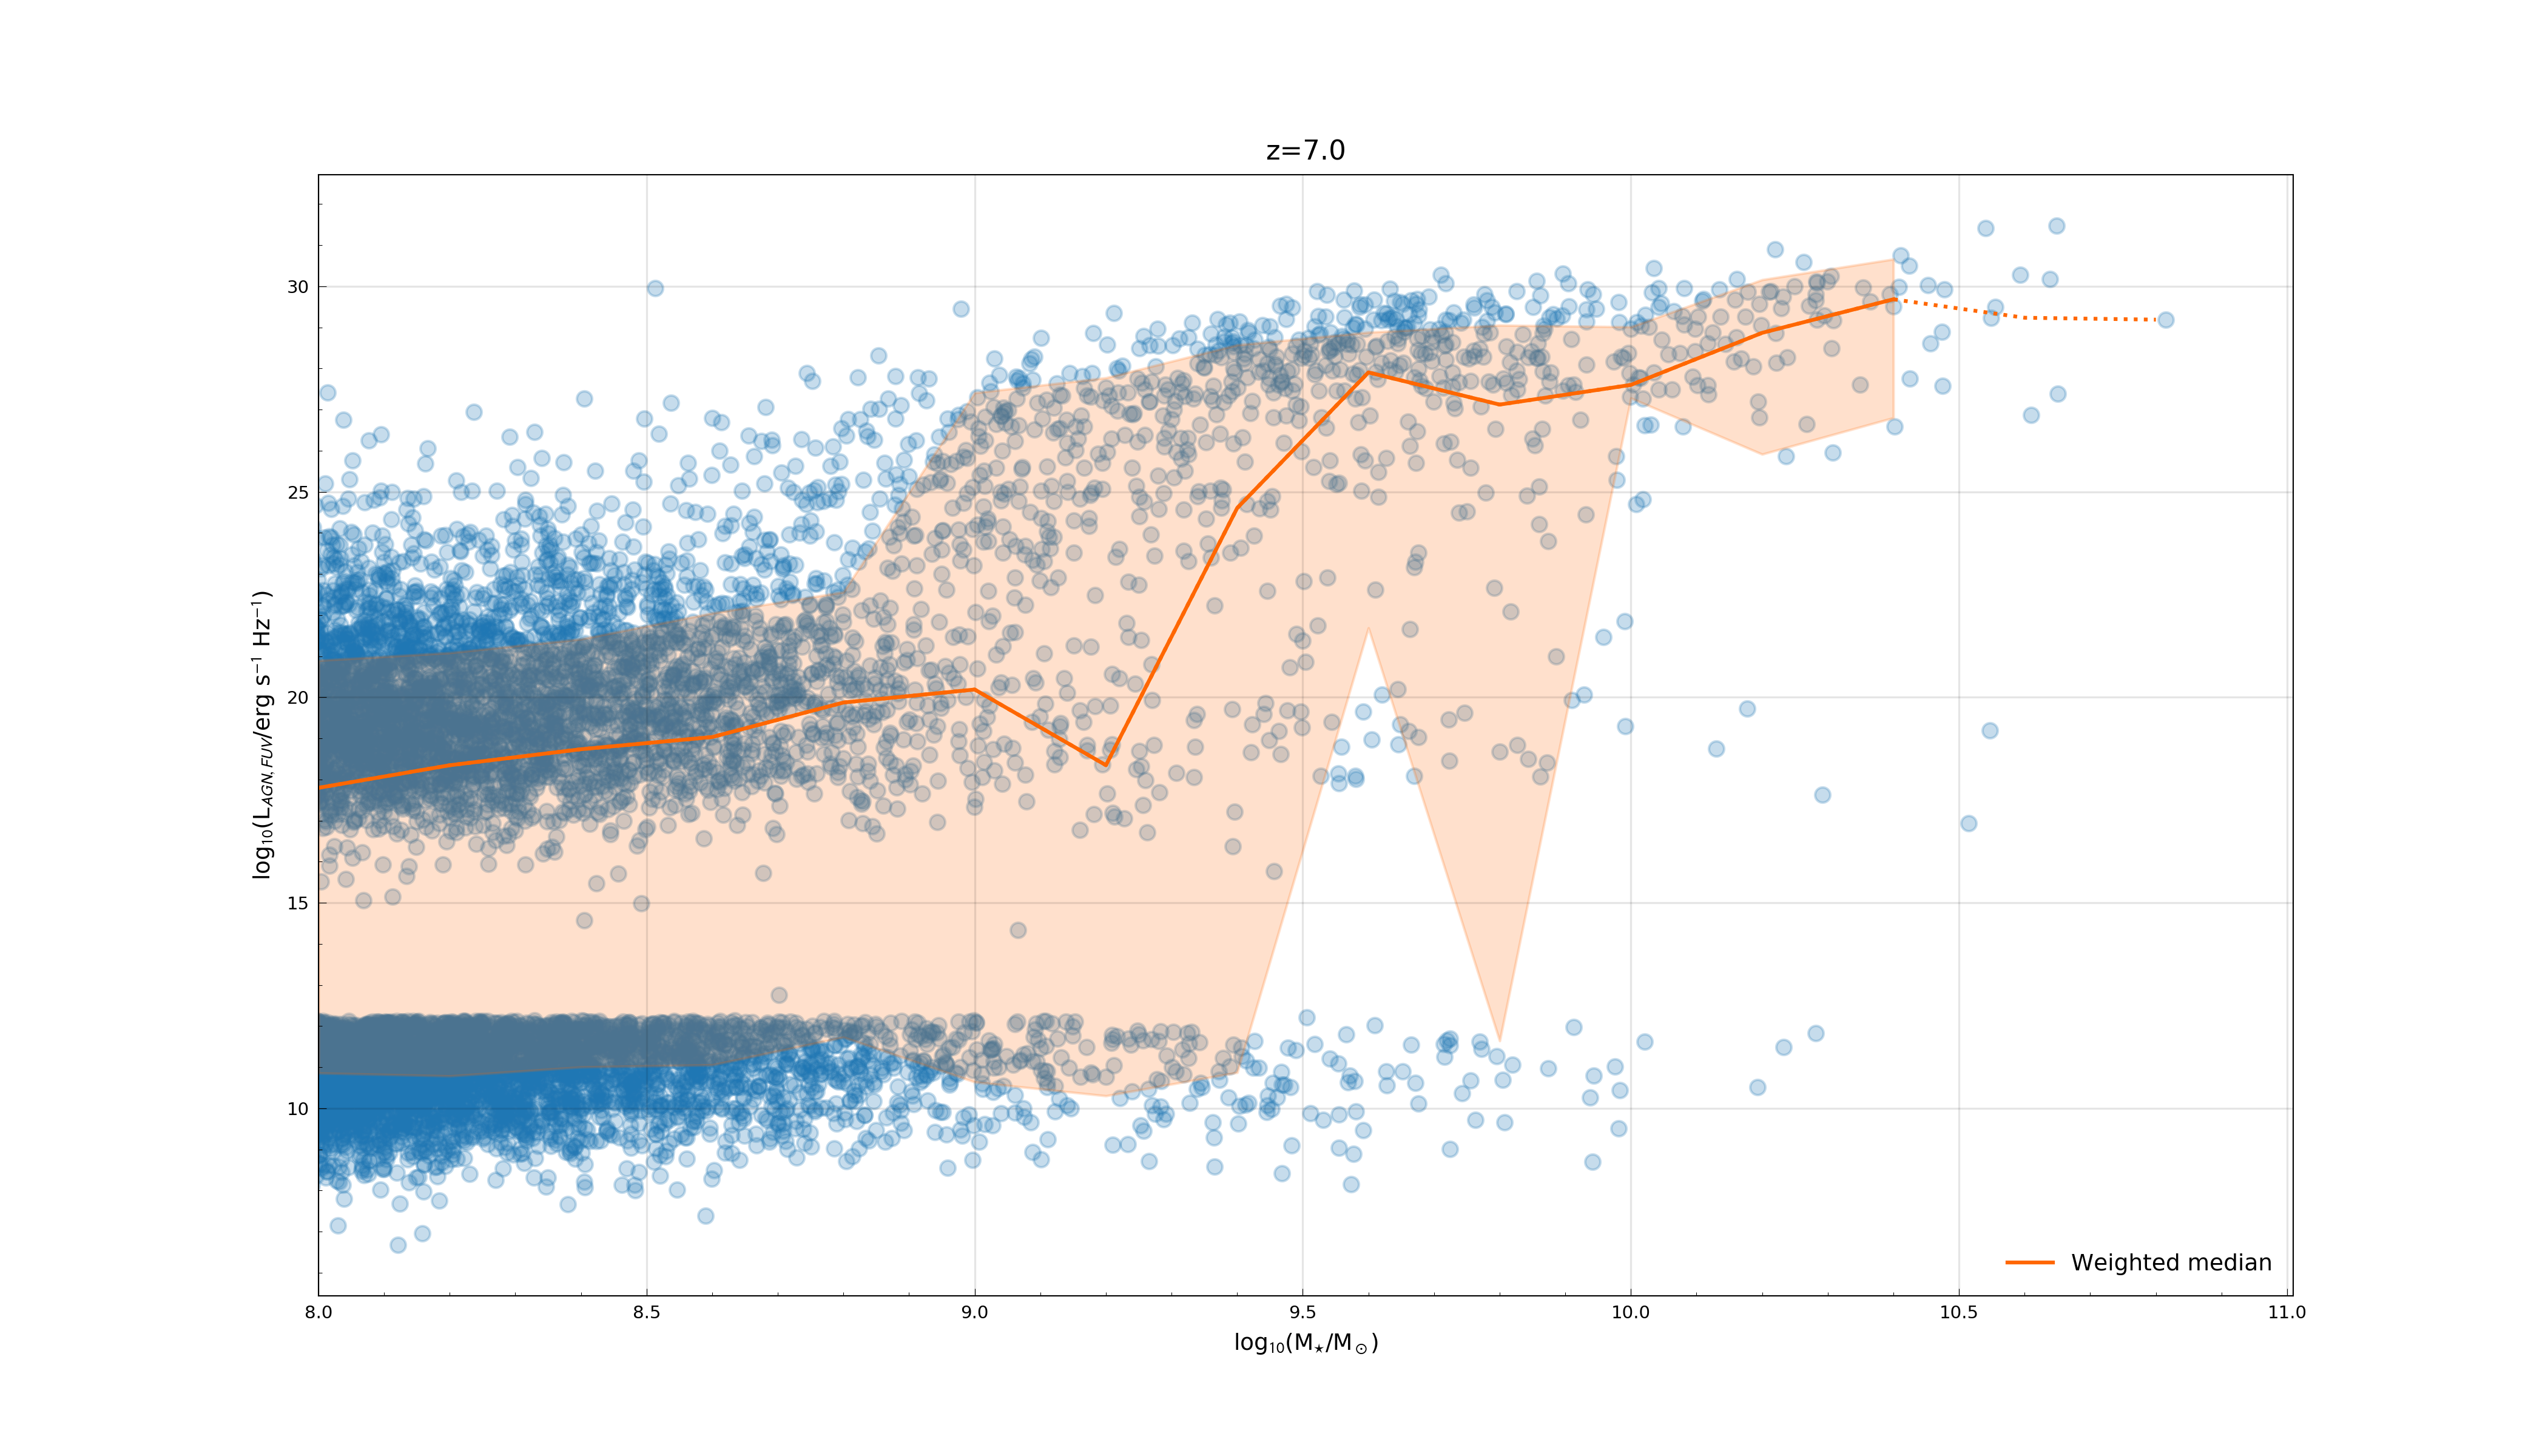 z=7.0
30
25
20
15
10
log₁₀(L_AGN,FUV/erg s⁻¹ Hz⁻¹)
Weighted median
8.0 8.5 9.0 9.5 10.0 10.5 11.0
log₁₀(M⋆/M⊙)